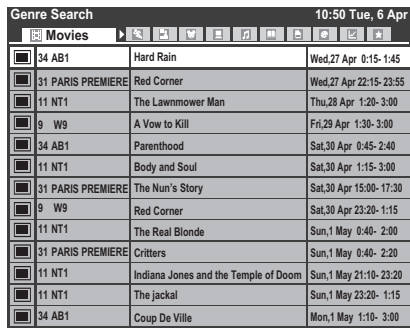 Genre Search 10:50 Tue, 6 Apr
Movies
34 AB1 Hard Rain Wed,27 Apr 0:15- 1:45
31 PARIS PREMIERE Red Corner Wed,27 Apr 22:15- 23:55
11 NT1 The Lawnmower Man Thu,28 Apr 1:20- 3:00
9 W9 A Vow to Kill Fri,29 Apr 1:30- 3:00
34 AB1 Parenthood Sat,30 Apr 0:45- 2:40
11 NT1 Body and Soul Sat,30 Apr 1:15- 3:00
31 PARIS PREMIERE The Nun's Story Sat,30 Apr 15:00- 17:30
9 W9 Red Corner Sat,30 Apr 23:20- 1:15
11 NT1 The Real Blonde Sun,1 May 0:40- 2:00
31 PARIS PREMIERE Critters Sun,1 May 0:40- 2:20
11 NT1 Indiana Jones and the Temple of Doom Sun,1 May 21:10- 23:20
11 NT1 The jackal Sun,1 May 23:20- 1:15
34 AB1 Coup De Ville Mon,1 May 1:10- 3:00